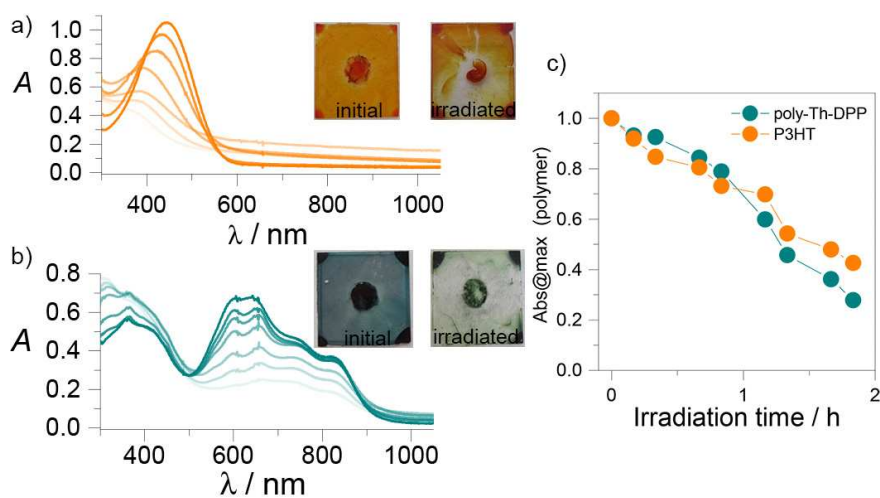 a)
A
1.0
0.8
0.6
0.4
0.2
0.0
initial
irradiated
400 600 800 1000
λ / nm
b)
A
0.8
0.6
0.4
0.2
0.0
initial
irradiated
400 600 800 1000
λ / nm
c)
Abs@max (polymer)
1.0
0.8
0.6
0.4
0.2
0.0
poly-Th-DPP
P3HT
0 1 2
Irradiation time / h